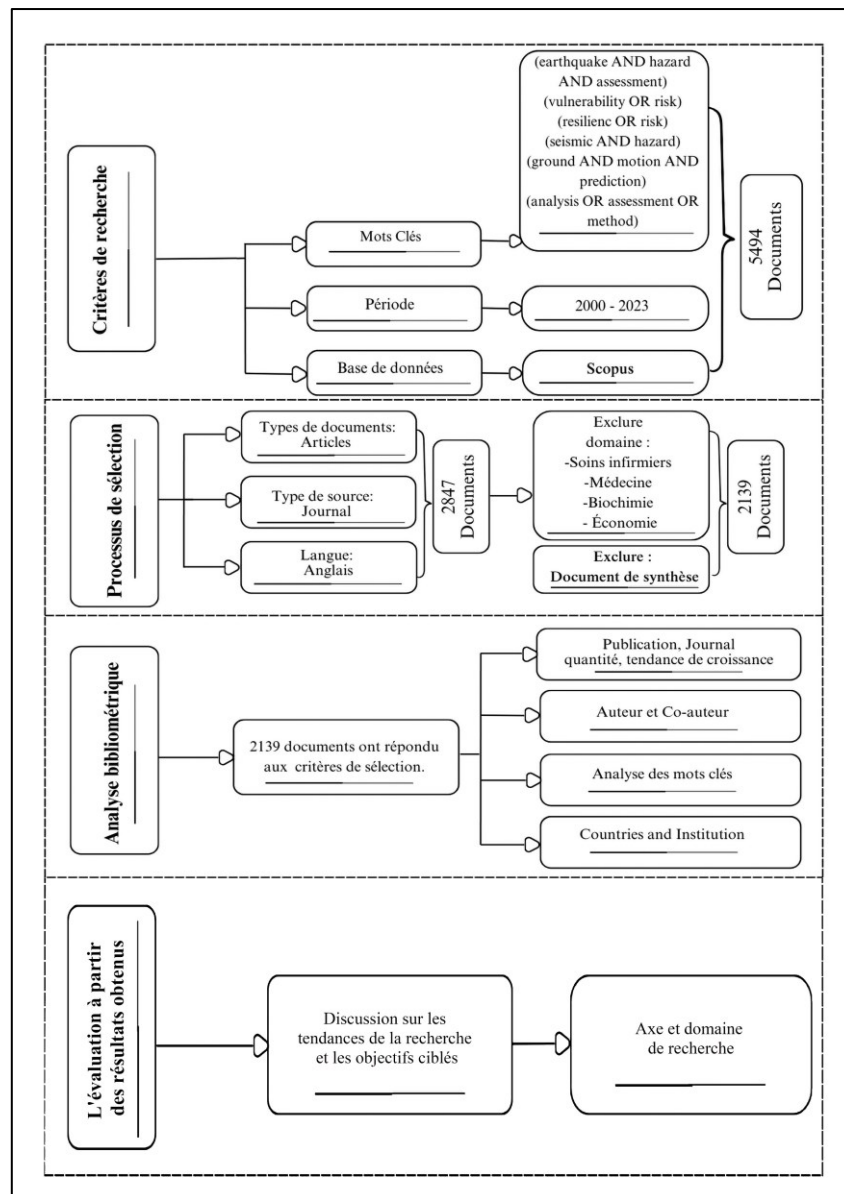 Critères de recherche
Mots Clés
(earthquake AND hazard
AND assessment)
(vulnerability OR risk)
(resilienc OR risk)
(seismic AND hazard)
(ground AND motion AND
prediction)
(analysis OR assessment OR
method)
Période
2000 - 2023
Base de données
Scopus
5494
Documents
Processus de sélection
Types de documents:
Articles
Type de source:
Journal
Langue:
Anglais
2847
Documents
Exclure
domaine :
-Soins infirmiers
-Médecine
-Biochimie
- Économie
Exclure :
Document de synthèse
2139
Documents
Analyse bibliométrique
2139 documents ont répondu
aux critères de sélection.
Publication, Journal
quantité, tendance de croissance
Auteur et Co-auteur
Analyse des mots clés
Countries and Institution
L'évaluation à partir
des résultats obtenus
Discussion sur les
tendances de la recherche
et les objectifs ciblés
Axe et domaine
de recherche